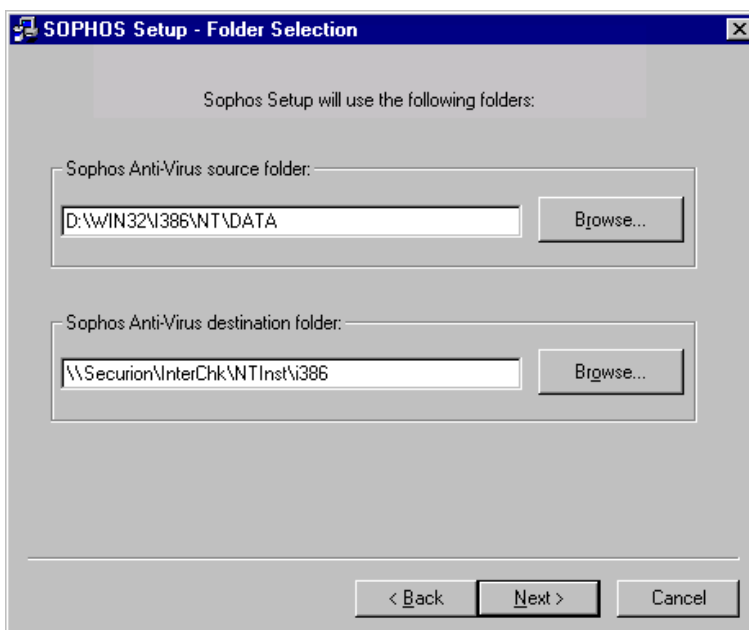 SOPHOS Setup - Folder Selection
Sophos Setup will use the following folders:
Sophos Anti-Virus source folder:
D:\WIN32\I386\NT\DATA
Browse...
Sophos Anti-Virus destination folder:
\\Securion\InterChk\NTInst\i386
Browse...
< Back Next > Cancel